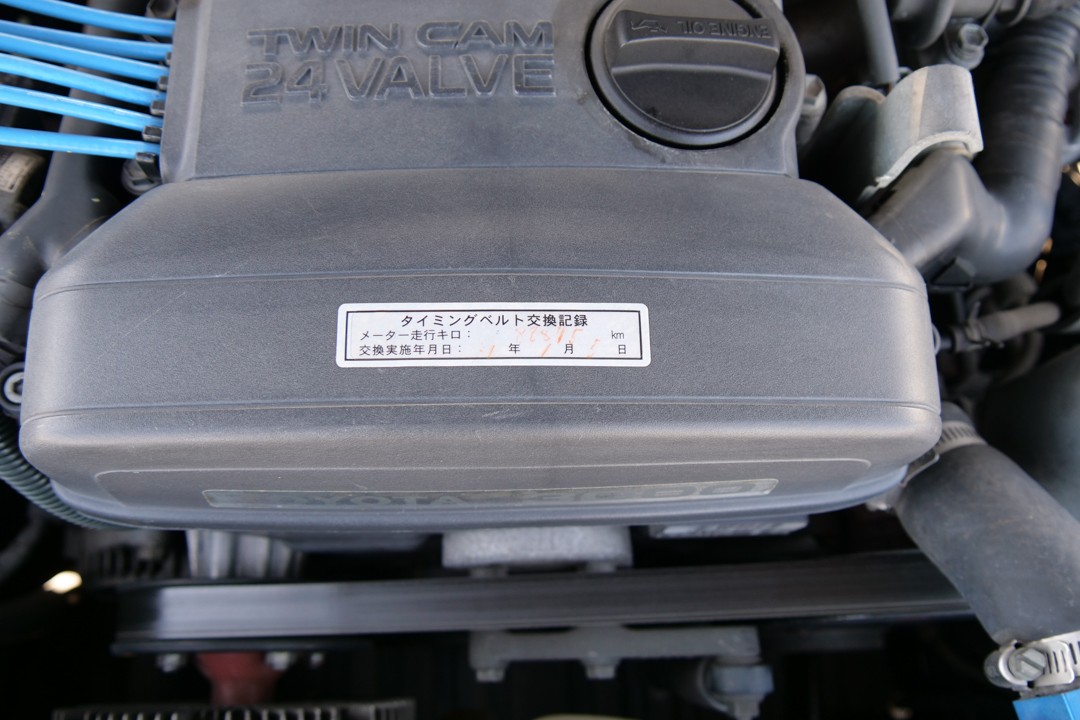 TWIN CAM
24 VALVE
ENGINE OIL
タイミングベルト交換記録
メーター走行キロ： km
交換実施年月日： 年 月 日
TOYOTA